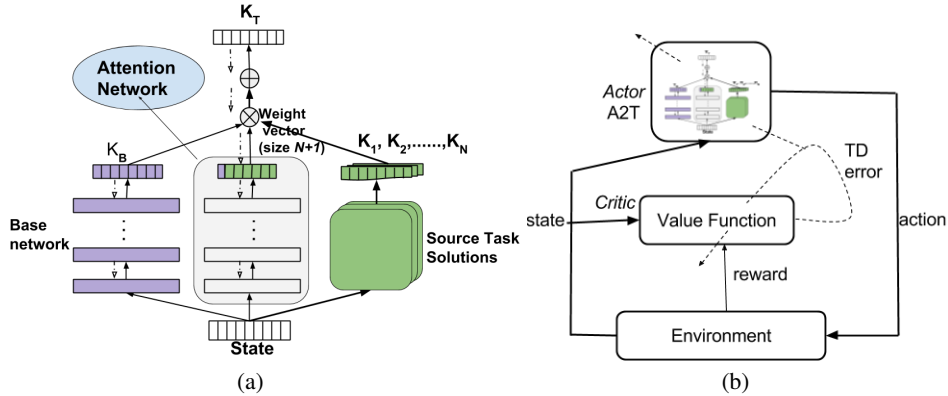 K_T
Attention
Network
Weight
vector
(size N+1)
K_B
K_1, K_2,......,K_N
Base
network
⋮
⋮
Source Task
Solutions
State
(a)
Actor
A2T
State
TD
error
Critic
state
Value Function
action
reward
Environment
(b)